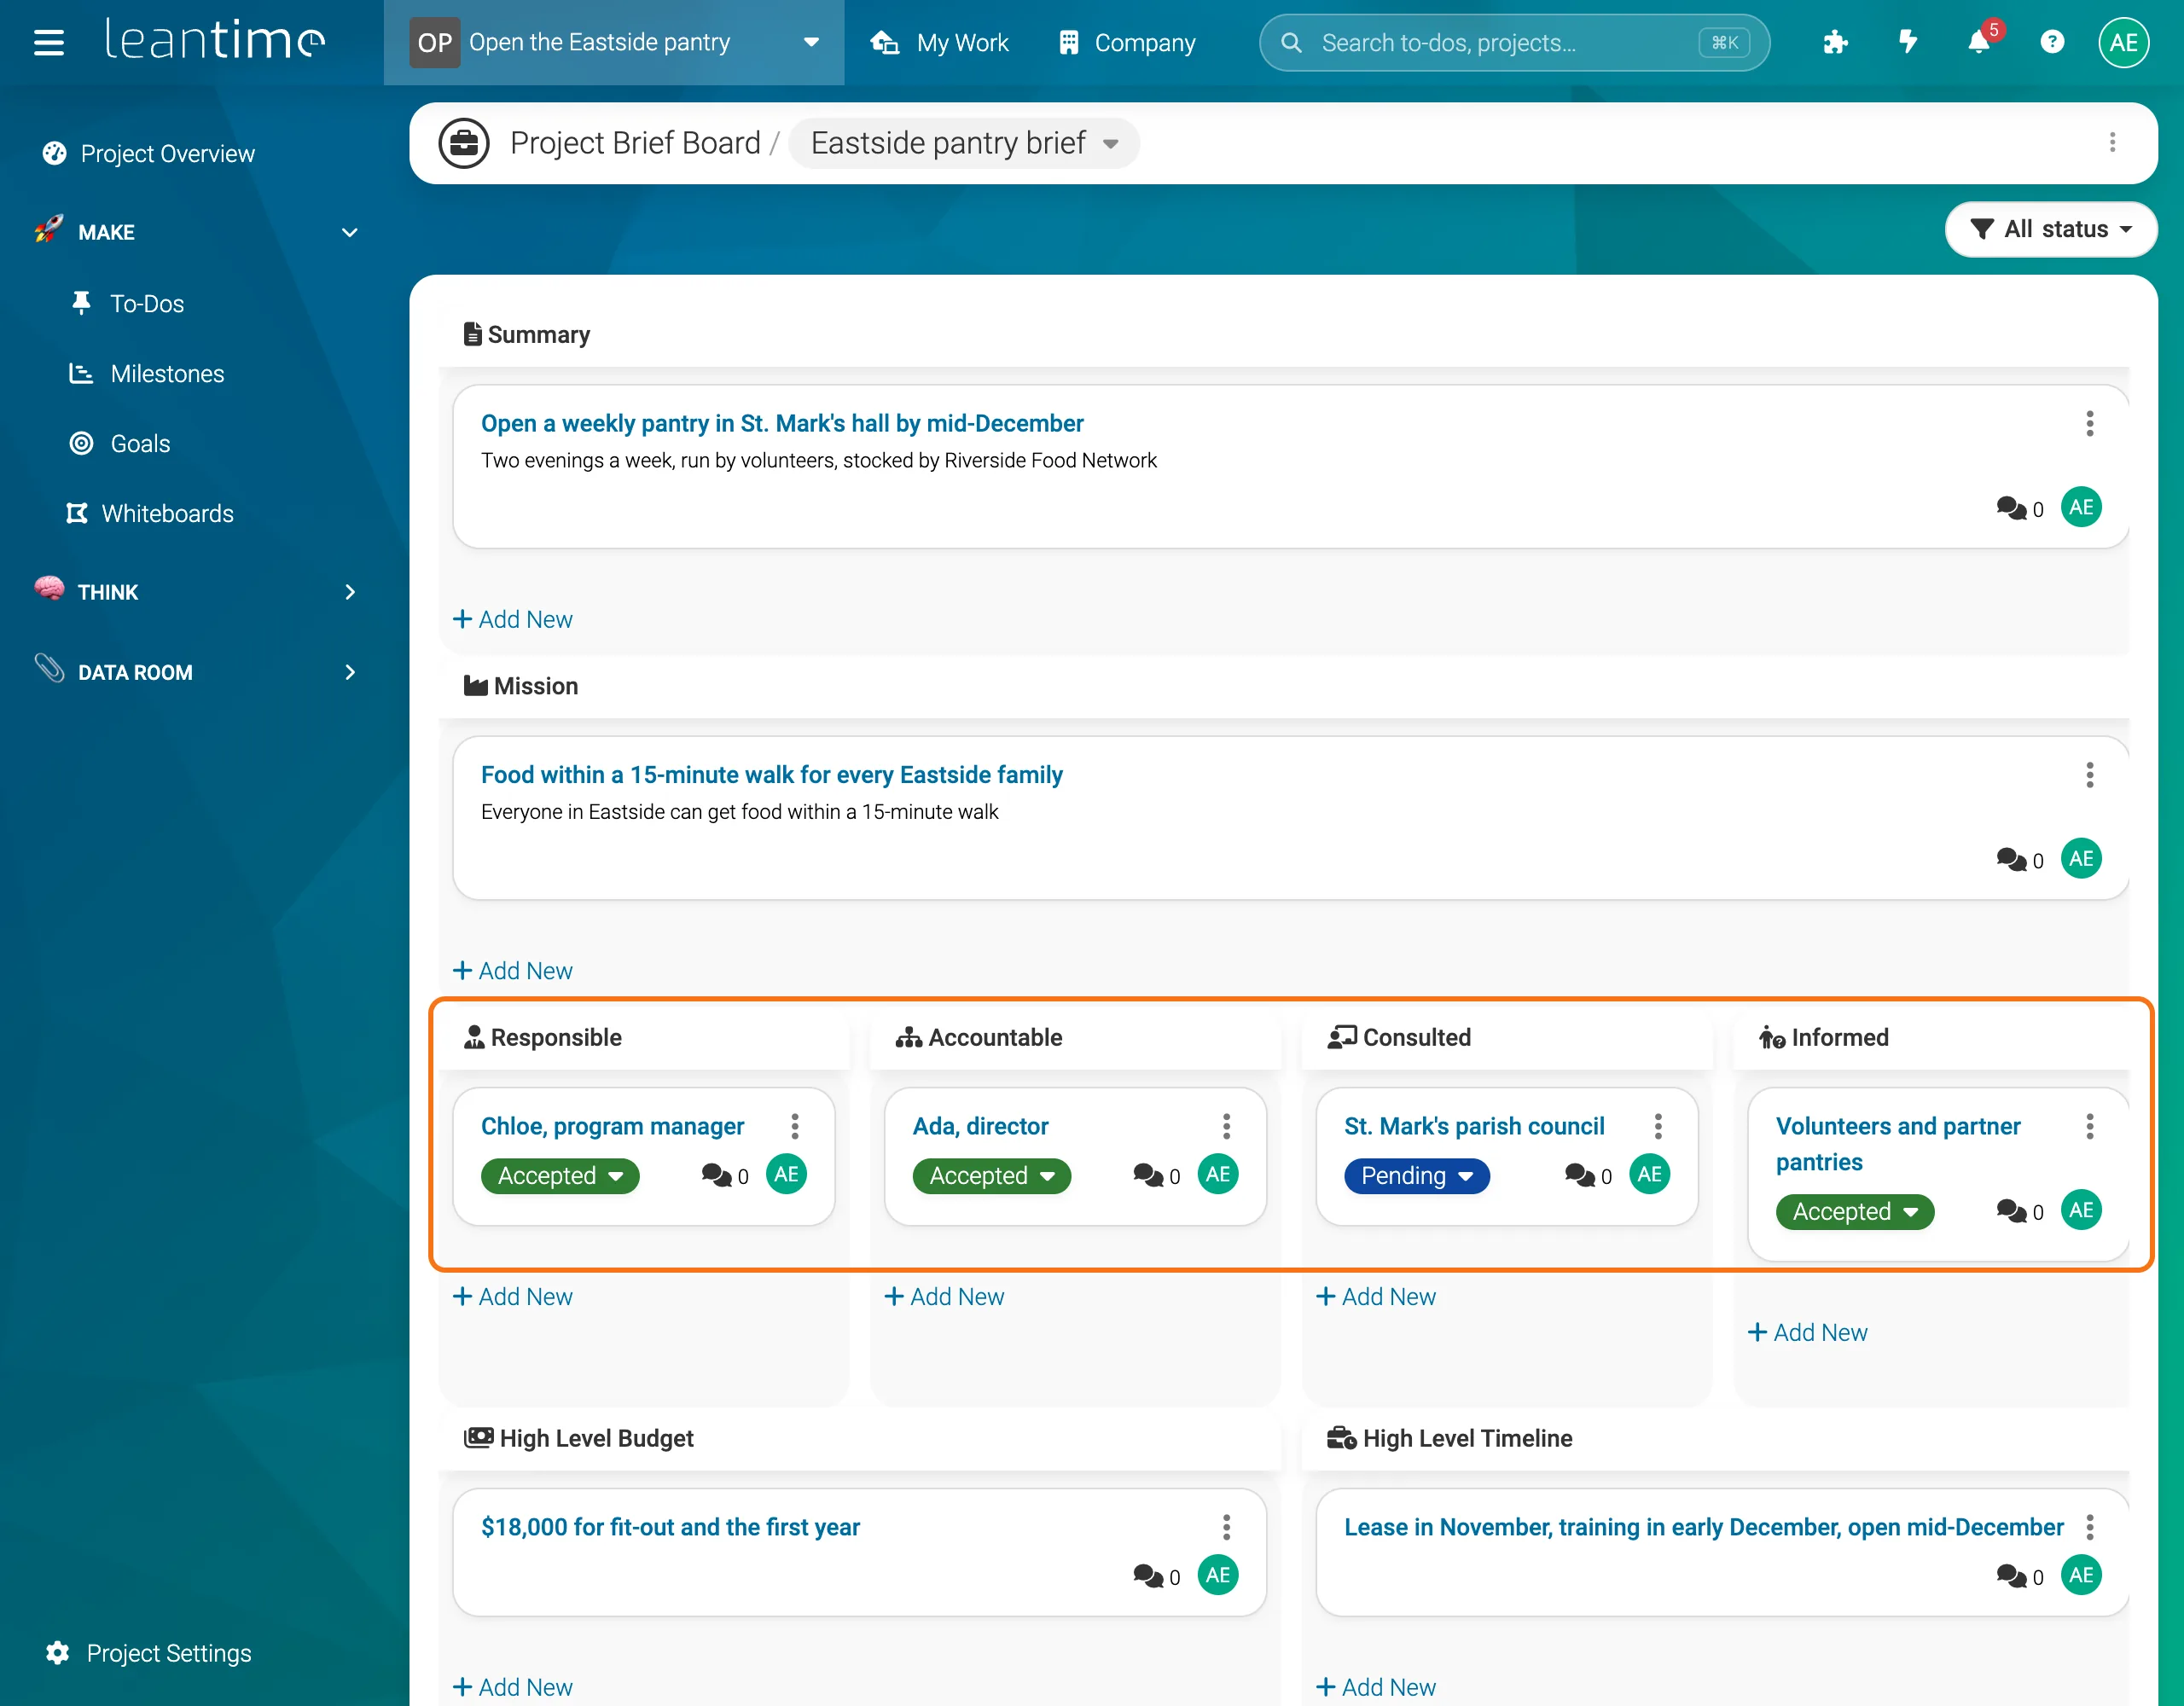 leantime
OP Open the Eastside pantry
My Work
Company
Search to-dos, projects... ⌘K
5
AE
Project Overview
MAKE
To-Dos
Milestones
Goals
Whiteboards
THINK
DATA ROOM
Project Settings
Project Brief Board / Eastside pantry brief
All status
Summary
Open a weekly pantry in St. Mark's hall by mid-December
Two evenings a week, run by volunteers, stocked by Riverside Food Network
0 AE
+ Add New
Mission
Food within a 15-minute walk for every Eastside family
Everyone in Eastside can get food within a 15-minute walk
0 AE
+ Add New
Responsible
Chloe, program manager
Accepted 0 AE
+ Add New
Accountable
Ada, director
Accepted 0 AE
+ Add New
Consulted
St. Mark's parish council
Pending 0 AE
+ Add New
Informed
Volunteers and partner
pantries
Accepted 0 AE
+ Add New
High Level Budget
$18,000 for fit-out and the first year
0 AE
+ Add New
High Level Timeline
Lease in November, training in early December, open mid-December
0 AE
+ Add New